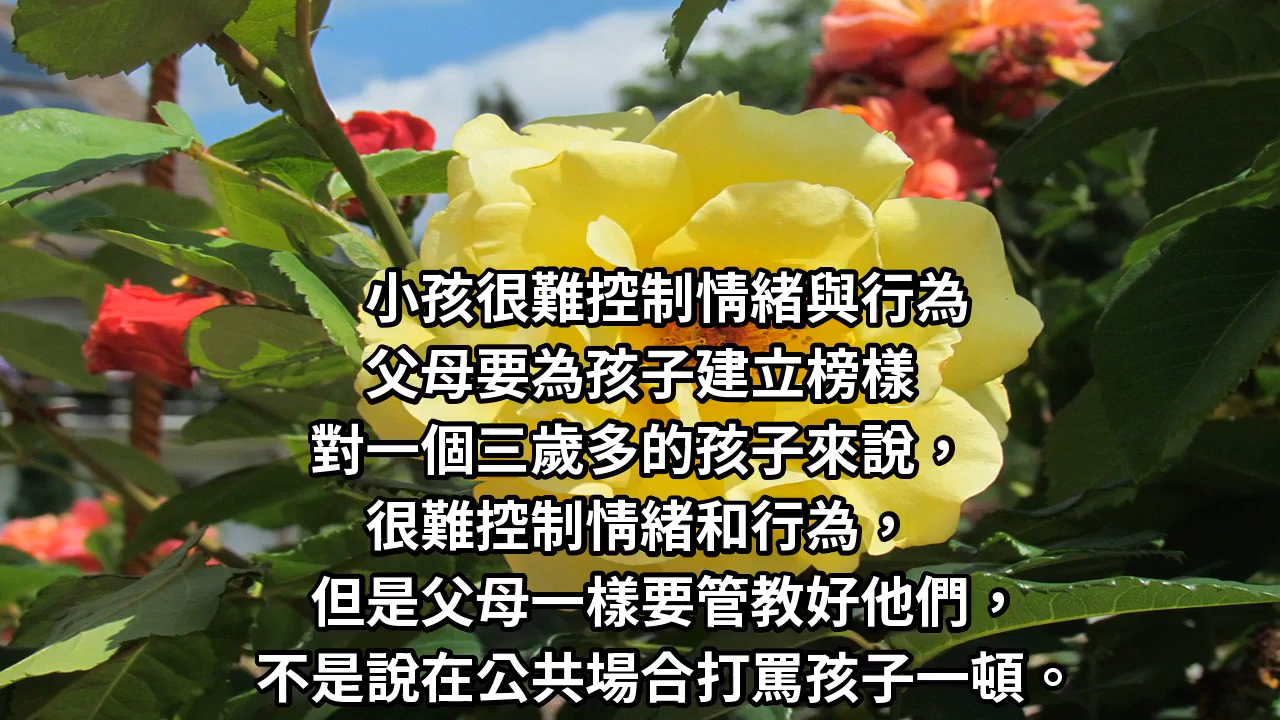 小孩很難控制情緒與行為
父母要為孩子建立榜樣
對一個三歲多的孩子來說，
很難控制情緒和行為，
但是父母一樣要管教好他們，
不是說在公共場合打罵孩子一頓。